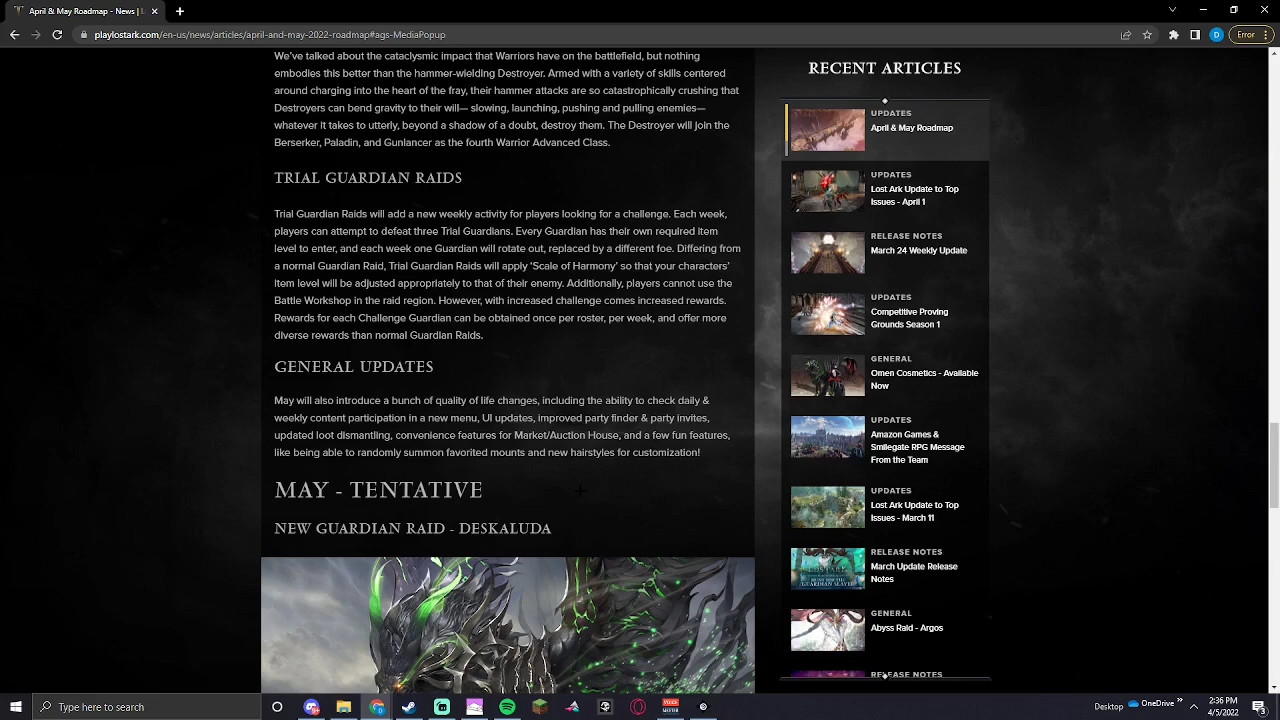 April & May Roadmap - News
playlostark.com/en-us/news/articles/april-and-may-roadmap#ags-MediaPopup
D
Error
We've talked about the cataclysmic impact that Warriors have on the battlefield, but nothing
embodies this better than the hammer-wielding Destroyer. Armed with a variety of skills centered
around charging into the heart of the fray, their hammer attacks are so catastrophically crushing that
Destroyers can bend gravity to their will— slowing, launching, pushing and pulling enemies—
whatever it takes to utterly, beyond a shadow of a doubt, destroy them. The Destroyer will join the
Berserker, Paladin, and Gunlancer as the fourth Warrior Advanced Class.
TRIAL GUARDIAN RAIDS
Trial Guardian Raids will add a new weekly activity for players looking for a challenge. Each week,
players can attempt to defeat three Trial Guardians. Every Guardian has their own required item
level to enter, and each week one Guardian will rotate out, replaced by a different foe. Differing from
a normal Guardian Raid, Trial Guardian Raids will apply 'Scale of Harmony' so that your characters'
item level will be adjusted appropriately to that of their enemy. Additionally, players cannot use the
Battle Workshop in the raid region. However, with increased challenge comes increased rewards.
Rewards for each Challenge Guardian can be obtained once per roster, per week, and offer more
diverse rewards than normal Guardian Raids.
GENERAL UPDATES
May will also introduce a bunch of quality of life changes, including the ability to check daily &
weekly content participation in a new menu, UI updates, improved party finder & party invites,
updated loot dismantling, convenience features for Market/Auction House, and a few fun features,
like being able to randomly summon favorited mounts and new hairstyles for customization!
MAY - TENTATIVE
NEW GUARDIAN RAID - DESKALUDA
RECENT ARTICLES
UPDATES
April & May Roadmap
UPDATES
Lost Ark Update to Top
Issues - April 1
RELEASE NOTES
March 24 Weekly Update
UPDATES
Competitive Proving
Grounds Season 1
GENERAL
Omen Cosmetics - Available
Now
UPDATES
Amazon Games &
Smilegate RPG Message
From the Team
UPDATES
Lost Ark Update to Top
Issues - March 11
RELEASE NOTES
March Update Release
Notes
GENERAL
Abyss Raid - Argos
RELEASE NOTES
Type here to search
Desktop
OneDrive
2:36 PM
4/5/2022